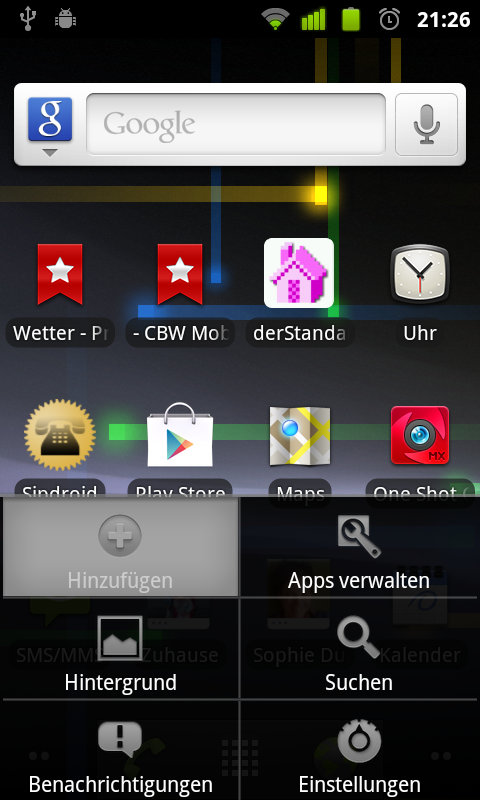 21:26
g Google
Wetter - Pr - CBW Mob derStanda Uhr
Sipdroid Play Store Maps MX One Shot C
Hinzufügen Apps verwalten
SMS/MMS Zuhause Sophie Du Kalender
Hintergrund Suchen
Benachrichtigungen Einstellungen